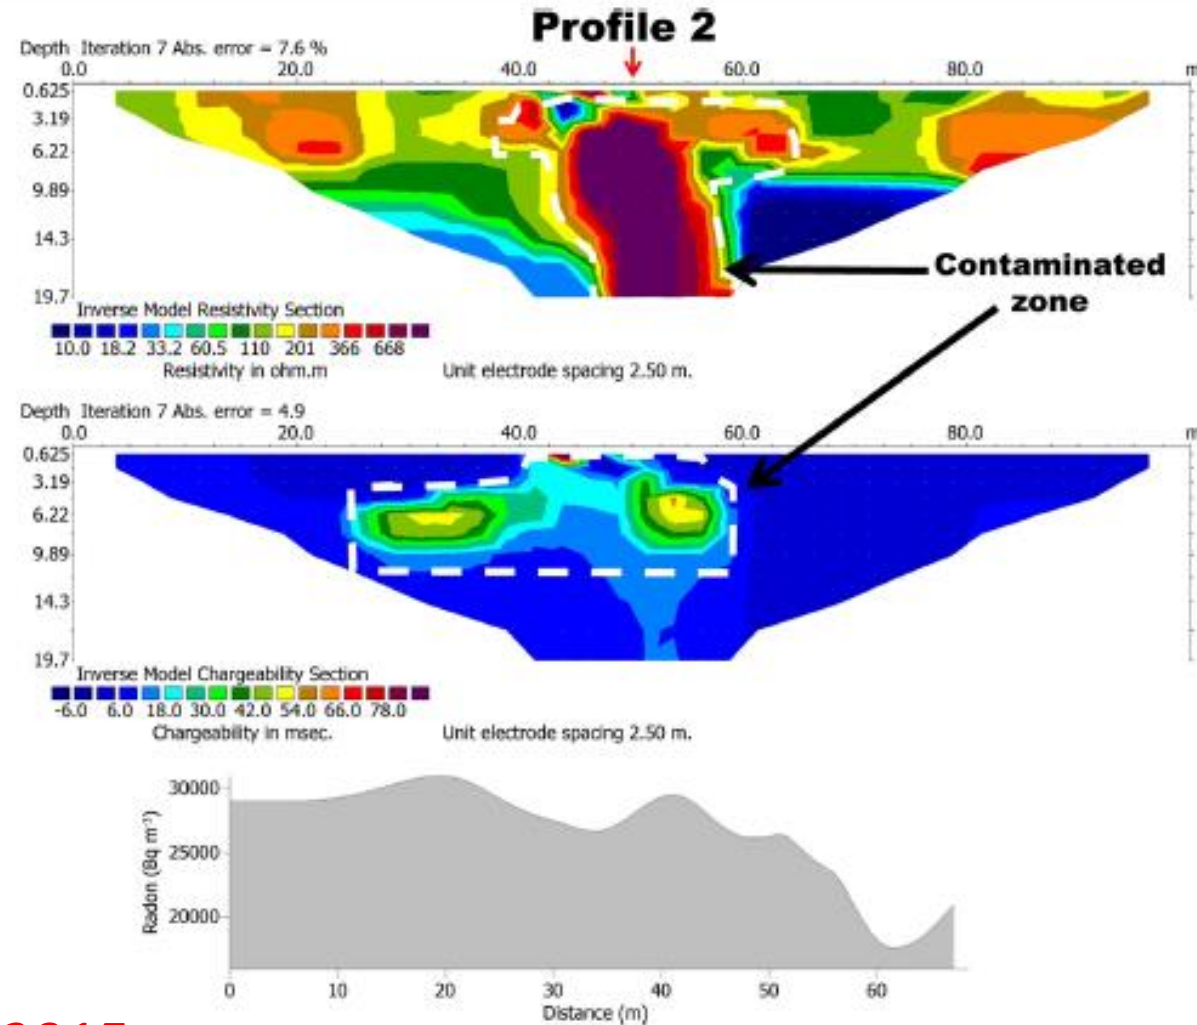 Profile 2
Depth Iteration 7 Abs. error = 7.6 %
0.0 20.0 40.0 60.0 80.0 m
0.625
3.19
6.22
9.89
14.3
19.7
Contaminated
zone
Inverse Model Resistivity Section
10.0 18.2 33.2 60.5 110 201 366 668
Resistivity in ohm.m Unit electrode spacing 2.50 m.
Depth Iteration 7 Abs. error = 4.9
0.0 20.0 40.0 60.0 80.0 m
0.625
3.19
6.22
9.89
14.3
19.7
Inverse Model Chargeability Section
-6.0 6.0 18.0 30.0 42.0 54.0 66.0 78.0
Chargeability in msec. Unit electrode spacing 2.50 m.
30000
25000
20000
Radon (Bq m⁻³)
0 10 20 30 40 50 60
Distance (m)